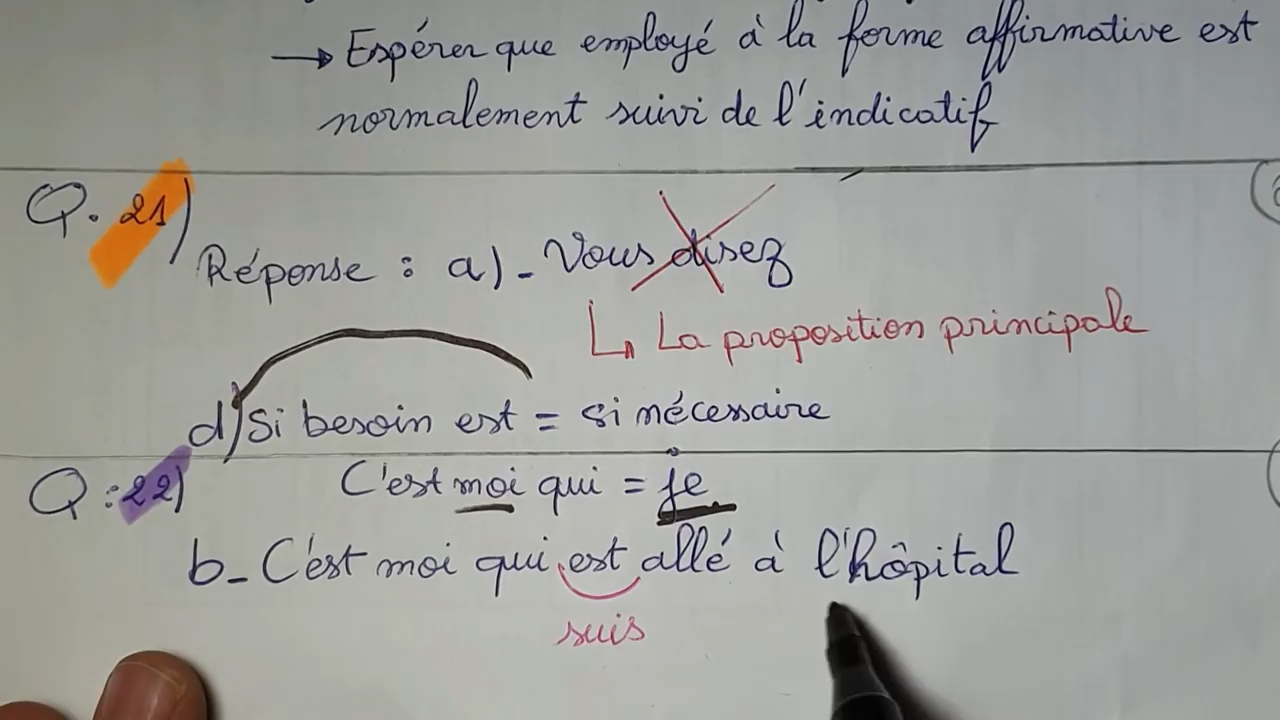 → Espérer que employé à la forme affirmative est
normalement suivi de l'indicatif
Q. 21)
Réponse : a) - Vous disez
↳ La proposition principale
d) Si besoin est = si nécessaire
Q : 22) C'est moi qui = je
b - C'est moi qui est allé à l'hôpital
suis